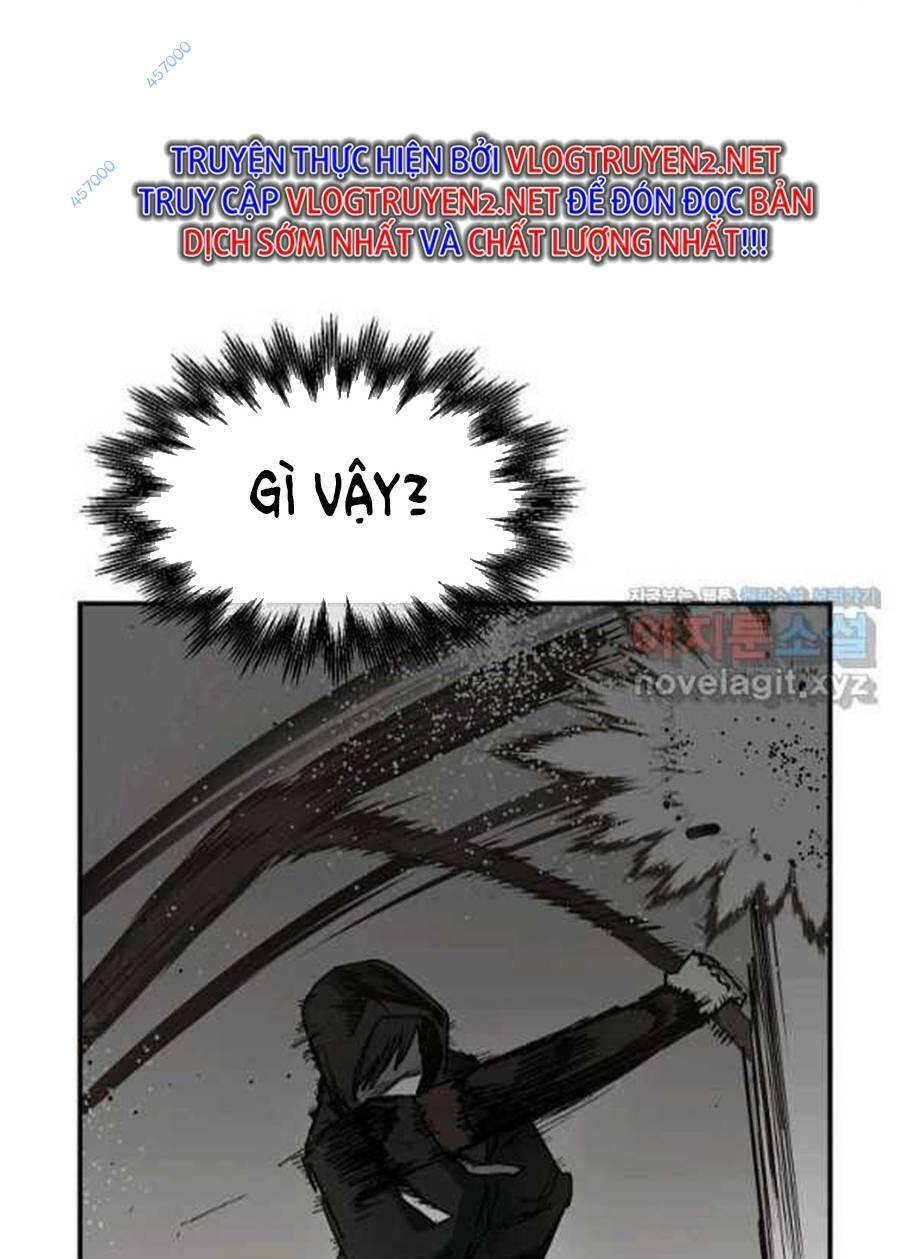 457000
457000
TRUYỆN THỰC HIỆN BỞI VLOGTRUYEN2.NET
TRUY CẬP VLOGTRUYEN2.NET ĐỂ ĐÓN ĐỌC BẢN
DỊCH SỚM NHẤT VÀ CHẤT LƯỢNG NHẤT!!!
GÌ VẬY?
novelagit.xyz